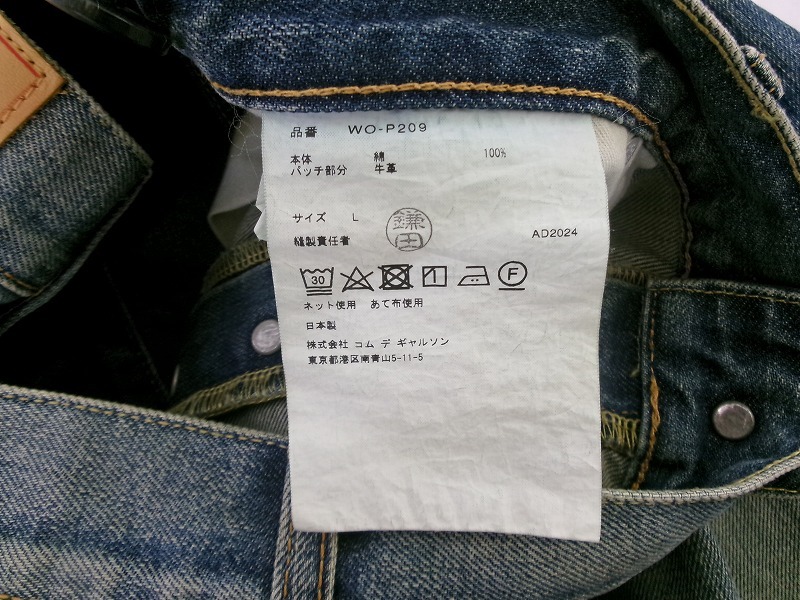 品番 WO-P209
本体 綿 100%
パッチ部分 牛革
サイズ L
縫製責任者 鎌田 AD2024
30 F
ネット使用 あて布使用
日本製
株式会社 コム デ ギャルソン
東京都港区南青山5-11-5